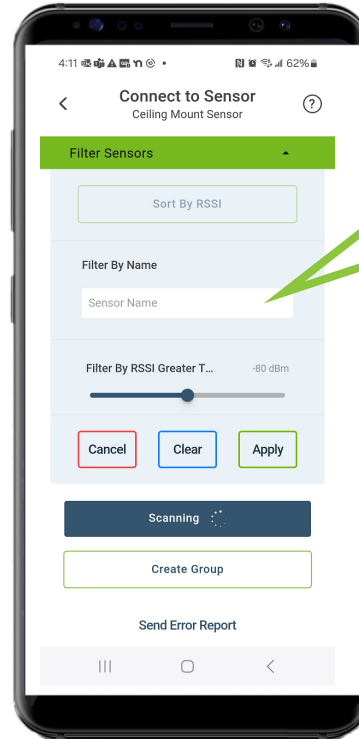 4:11 62%
Connect to Sensor
Ceiling Mount Sensor
?
Filter Sensors
Sort By RSSI
Filter By Name
Sensor Name
Filter By RSSI Greater T... -80 dBm
Cancel Clear Apply
Scanning
Create Group
Send Error Report